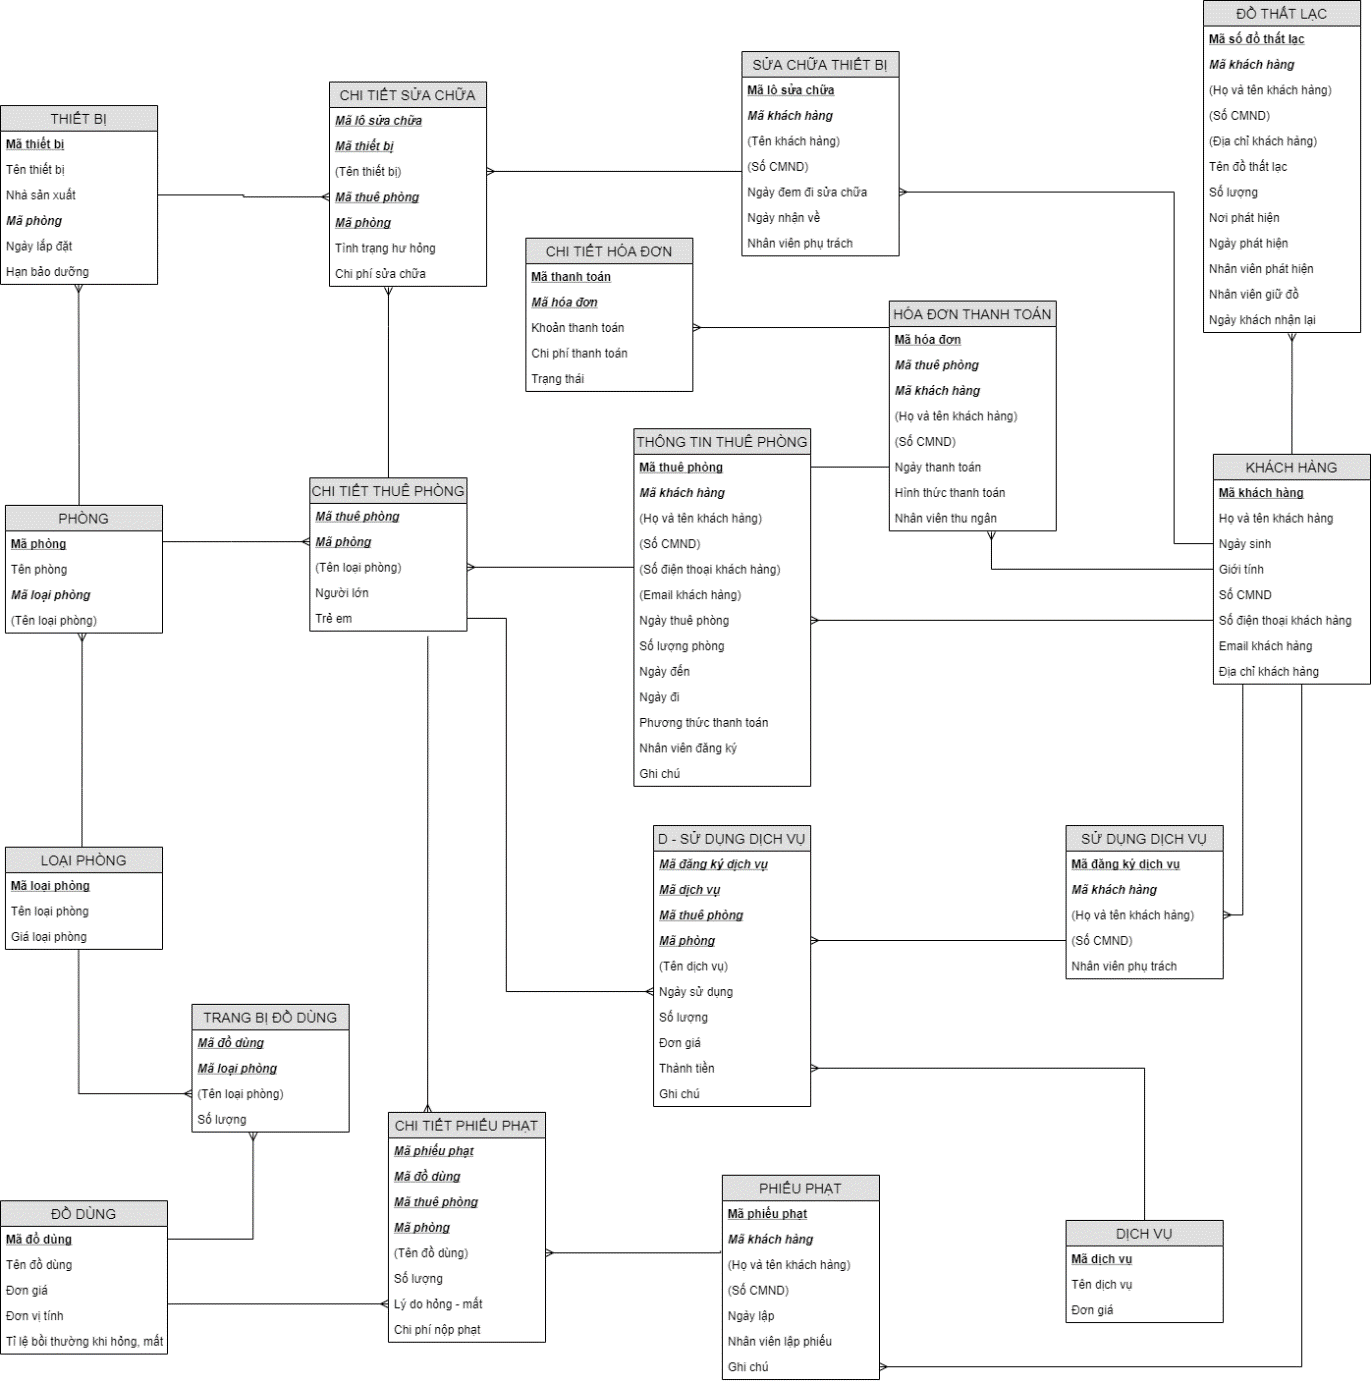 ĐỒ THẤT LẠC
Mã số đồ thất lạc
Mã khách hàng
(Họ và tên khách hàng)
(Số CMND)
(Địa chỉ khách hàng)
Tên đồ thất lạc
Số lượng
Nơi phát hiện
Ngày phát hiện
Nhân viên phát hiện
Nhân viên giữ đồ
Ngày khách nhận lại
SỬA CHỮA THIẾT BỊ
Mã lô sửa chữa
Mã khách hàng
(Tên khách hàng)
(Số CMND)
Ngày đem đi sửa chữa
Ngày nhận về
Nhân viên phụ trách
CHI TIẾT SỬA CHỮA
Mã lô sửa chữa
Mã thiết bị
(Tên thiết bị)
Mã thuê phòng
Mã phòng
Tình trạng hư hỏng
Chi phí sửa chữa
THIẾT BỊ
Mã thiết bị
Tên thiết bị
Nhà sản xuất
Mã phòng
Ngày lắp đặt
Hạn bảo dưỡng
CHI TIẾT HÓA ĐƠN
Mã thanh toán
Mã hóa đơn
Khoản thanh toán
Chi phí thanh toán
Trạng thái
HÓA ĐƠN THANH TOÁN
Mã hóa đơn
Mã thuê phòng
Mã khách hàng
(Họ và tên khách hàng)
(Số CMND)
Ngày thanh toán
Hình thức thanh toán
Nhân viên thu ngân
THÔNG TIN THUÊ PHÒNG
Mã thuê phòng
Mã khách hàng
(Họ và tên khách hàng)
(Số CMND)
(Số điện thoại khách hàng)
(Email khách hàng)
Ngày thuê phòng
Số lượng phòng
Ngày đến
Ngày đi
Phương thức thanh toán
Nhân viên đăng ký
Ghi chú
KHÁCH HÀNG
Mã khách hàng
Họ và tên khách hàng
Ngày sinh
Giới tính
Số CMND
Số điện thoại khách hàng
Email khách hàng
Địa chỉ khách hàng
CHI TIẾT THUÊ PHÒNG
Mã thuê phòng
Mã phòng
(Tên loại phòng)
Người lớn
Trẻ em
PHÒNG
Mã phòng
Tên phòng
Mã loại phòng
(Tên loại phòng)
LOẠI PHÒNG
Mã loại phòng
Tên loại phòng
Giá loại phòng
D - SỬ DỤNG DỊCH VỤ
Mã đăng ký dịch vụ
Mã dịch vụ
Mã thuê phòng
Mã phòng
(Tên dịch vụ)
Ngày sử dụng
Số lượng
Đơn giá
Thành tiền
Ghi chú
SỬ DỤNG DỊCH VỤ
Mã đăng ký dịch vụ
Mã khách hàng
(Họ và tên khách hàng)
(Số CMND)
Nhân viên phụ trách
TRANG BỊ ĐỒ DÙNG
Mã đồ dùng
Mã loại phòng
(Tên loại phòng)
Số lượng
CHI TIẾT PHIẾU PHẠT
Mã phiếu phạt
Mã đồ dùng
Mã thuê phòng
Mã phòng
(Tên đồ dùng)
Số lượng
Lý do hỏng - mất
Chi phí nộp phạt
PHIẾU PHẠT
Mã phiếu phạt
Mã khách hàng
(Họ và tên khách hàng)
(Số CMND)
Ngày lập
Nhân viên lập phiếu
Ghi chú
ĐỒ DÙNG
Mã đồ dùng
Tên đồ dùng
Đơn giá
Đơn vị tính
Tỉ lệ bồi thường khi hỏng, mất
DỊCH VỤ
Mã dịch vụ
Tên dịch vụ
Đơn giá